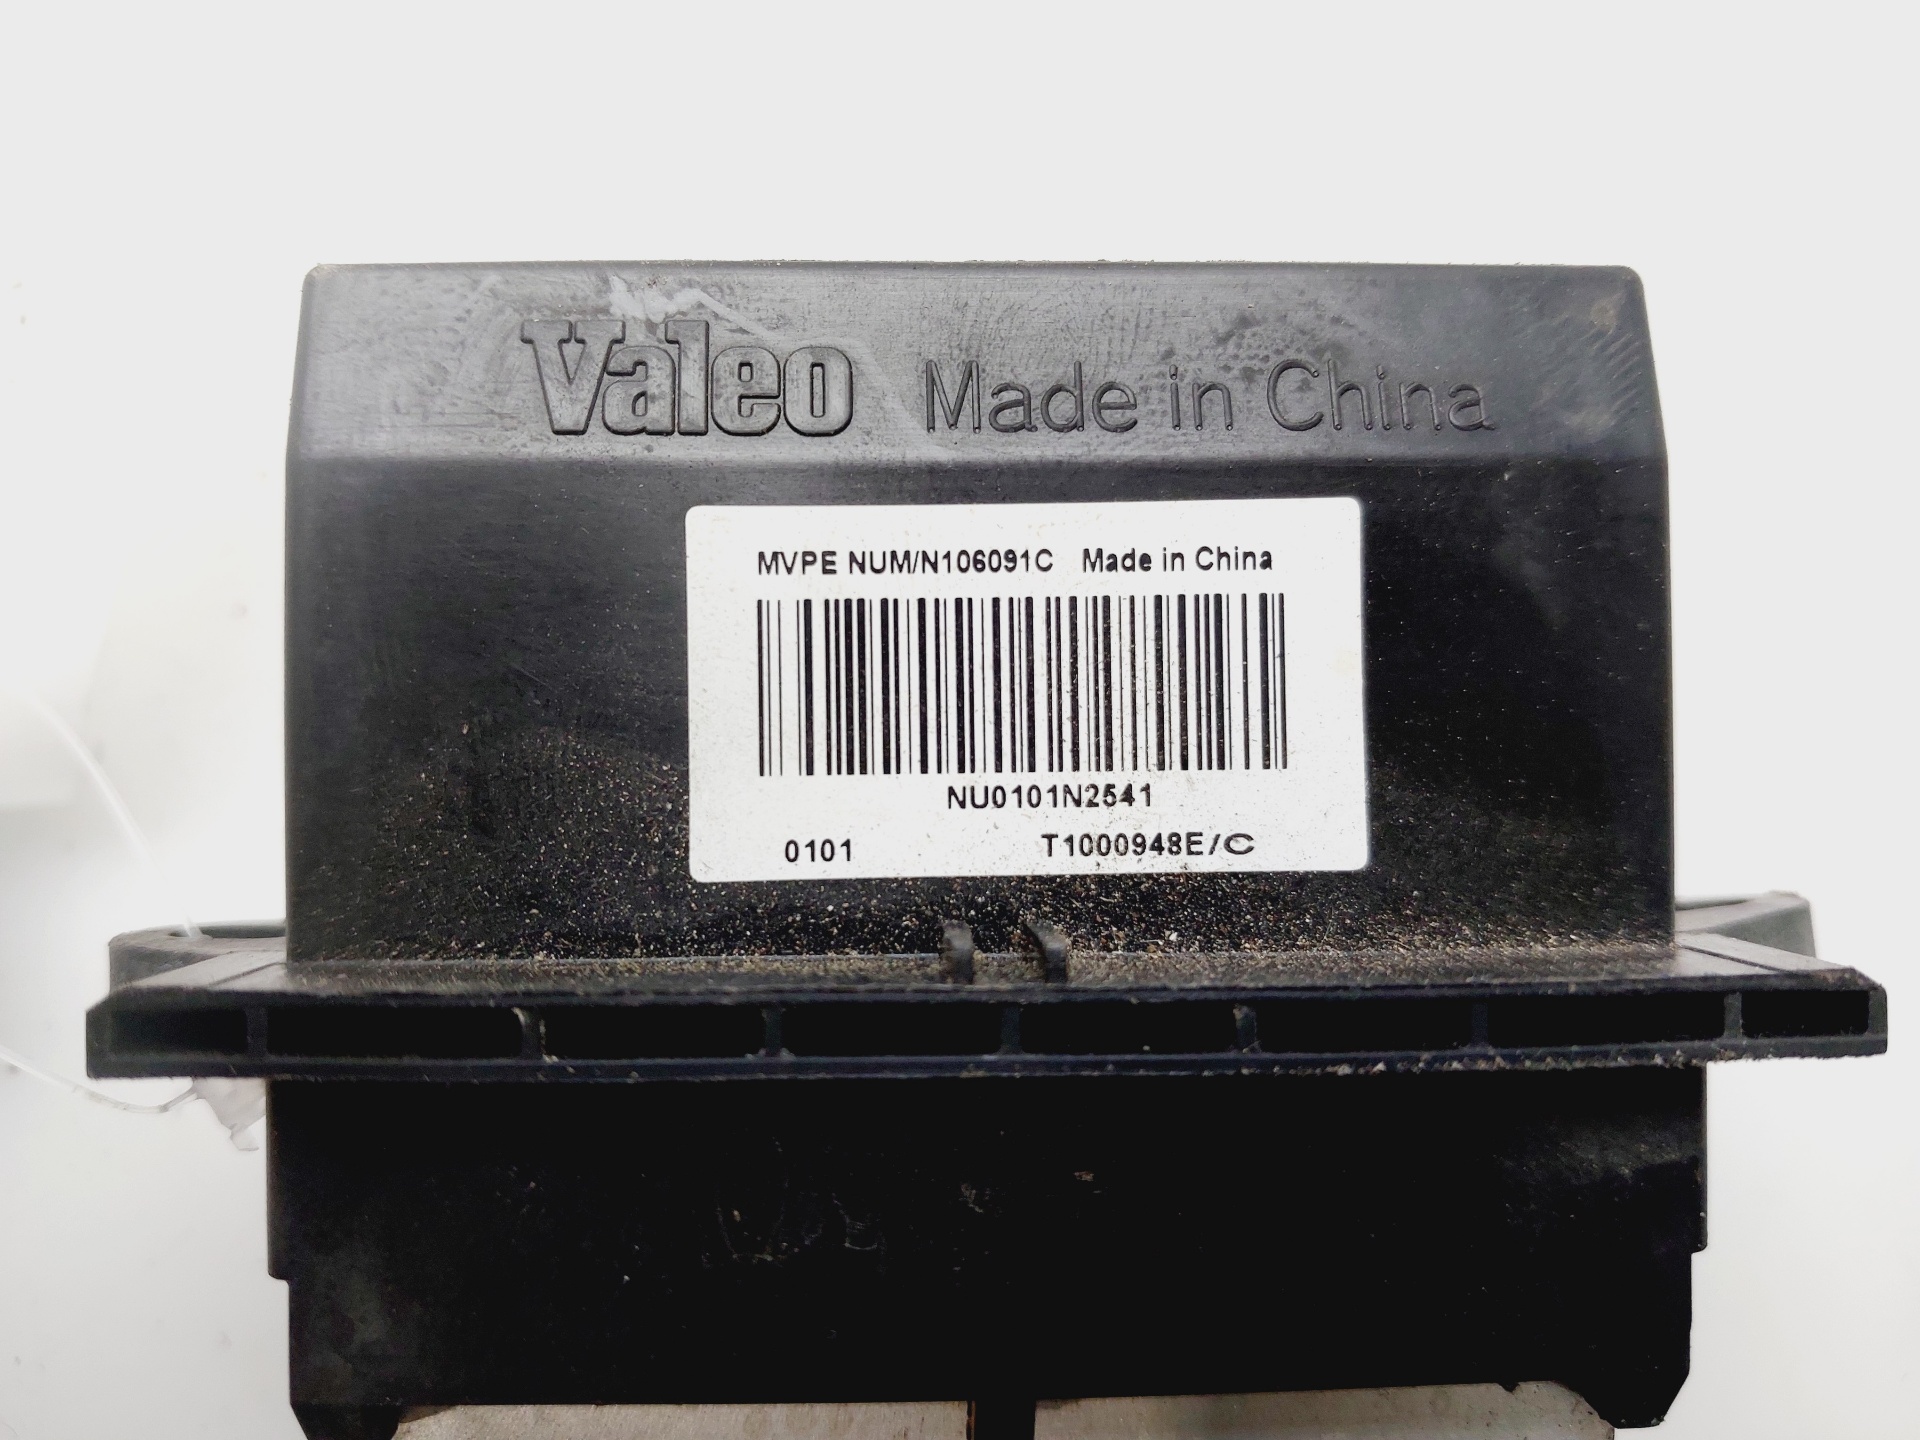 Valeo Made in China
MVPE NUM/N106091C Made in China
NU0101N2541
0101 T1000948E/C